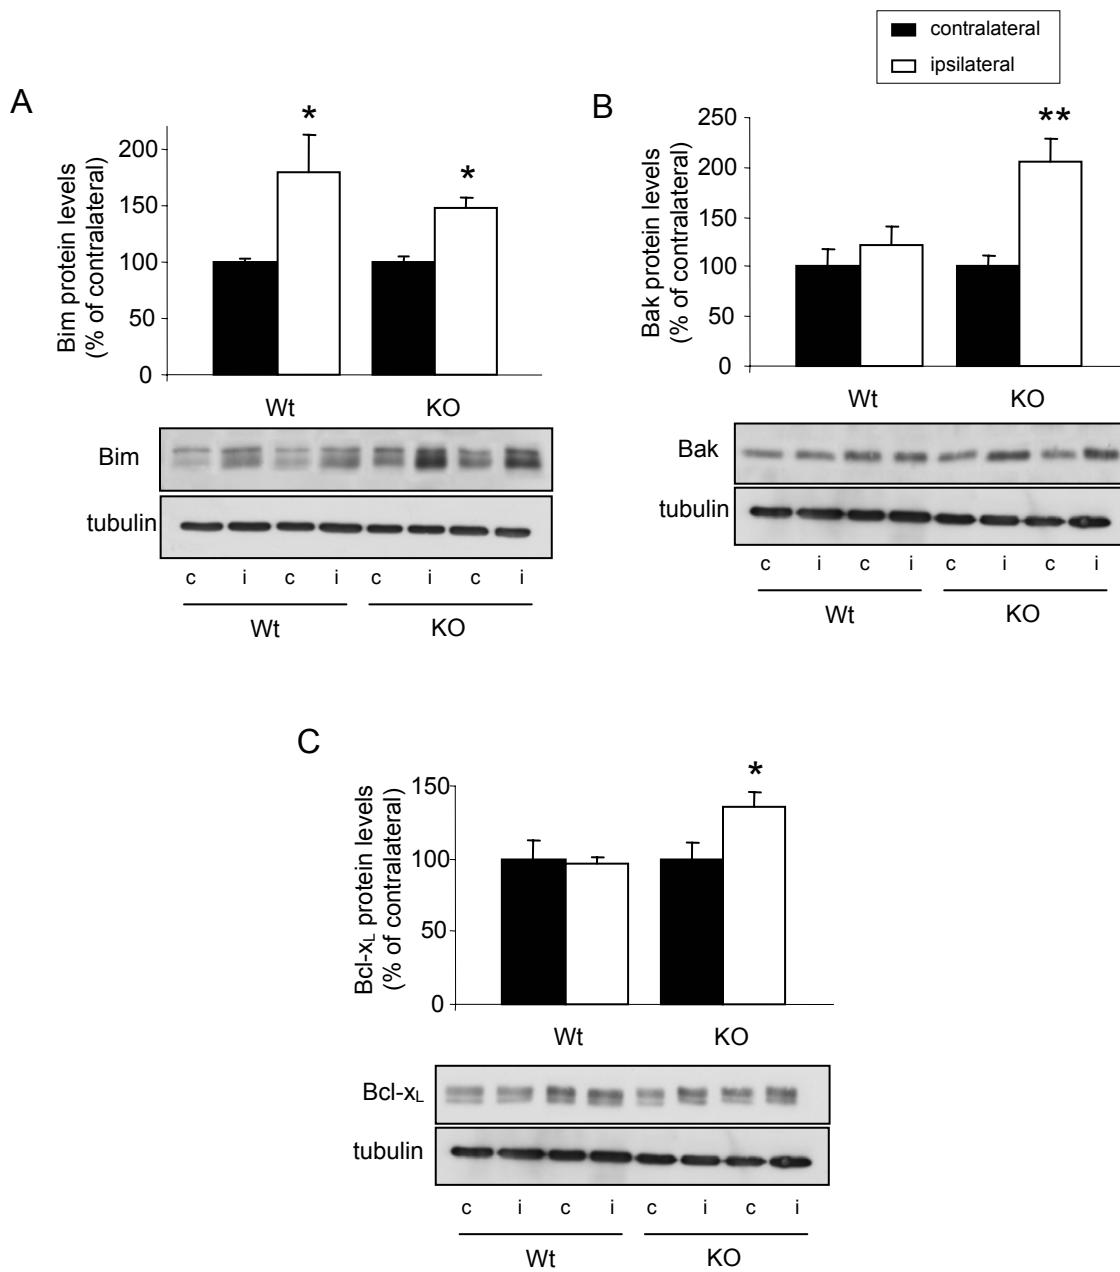 contralateral
ipsilateral
A
Bim protein levels
(% of contralateral)
200
150
100
50
0
*
*
Wt
KO
Bim
tubulin
c i c i c i c i
Wt
KO
B
Bak protein levels
(% of contralateral)
250
200
150
100
50
0
**
Wt
KO
Bak
tubulin
c i c i c i c i
Wt
KO
C
Bcl-xL protein levels
(% of contralateral)
150
100
50
0
*
Wt
KO
Bcl-xL
tubulin
c i c i c i c i
Wt
KO